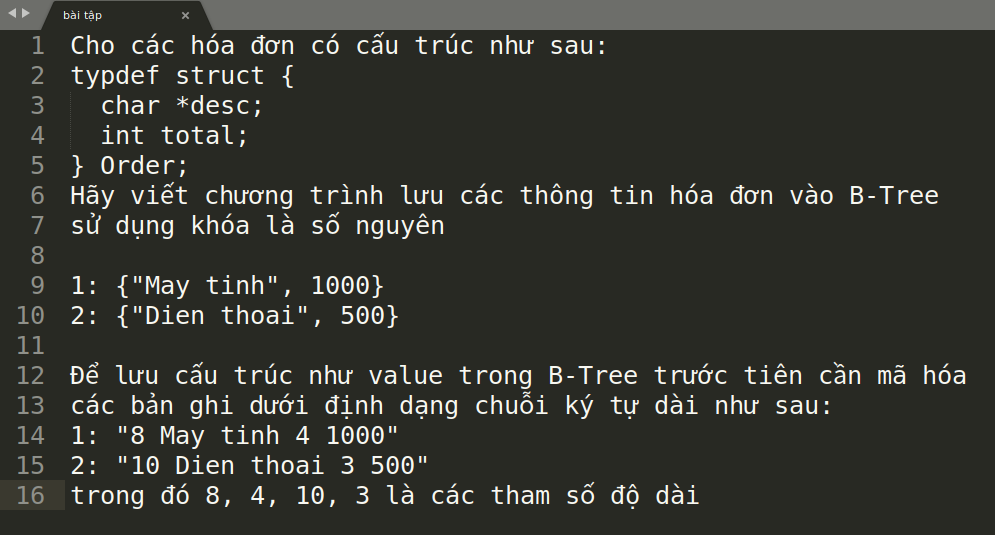 bài tập
1 Cho các hóa đơn có cấu trúc như sau:
2 typdef struct {
3 char *desc;
4 int total;
5 } Order;
6 Hãy viết chương trình lưu các thông tin hóa đơn vào B-Tree
7 sử dụng khóa là số nguyên
8
9 1: {"May tinh", 1000}
10 2: {"Dien thoai", 500}
11
12 Để lưu cấu trúc như value trong B-Tree trước tiên cần mã hóa
13 các bản ghi dưới định dạng chuỗi ký tự dài như sau:
14 1: "8 May tinh 4 1000"
15 2: "10 Dien thoai 3 500"
16 trong đó 8, 4, 10, 3 là các tham số độ dài